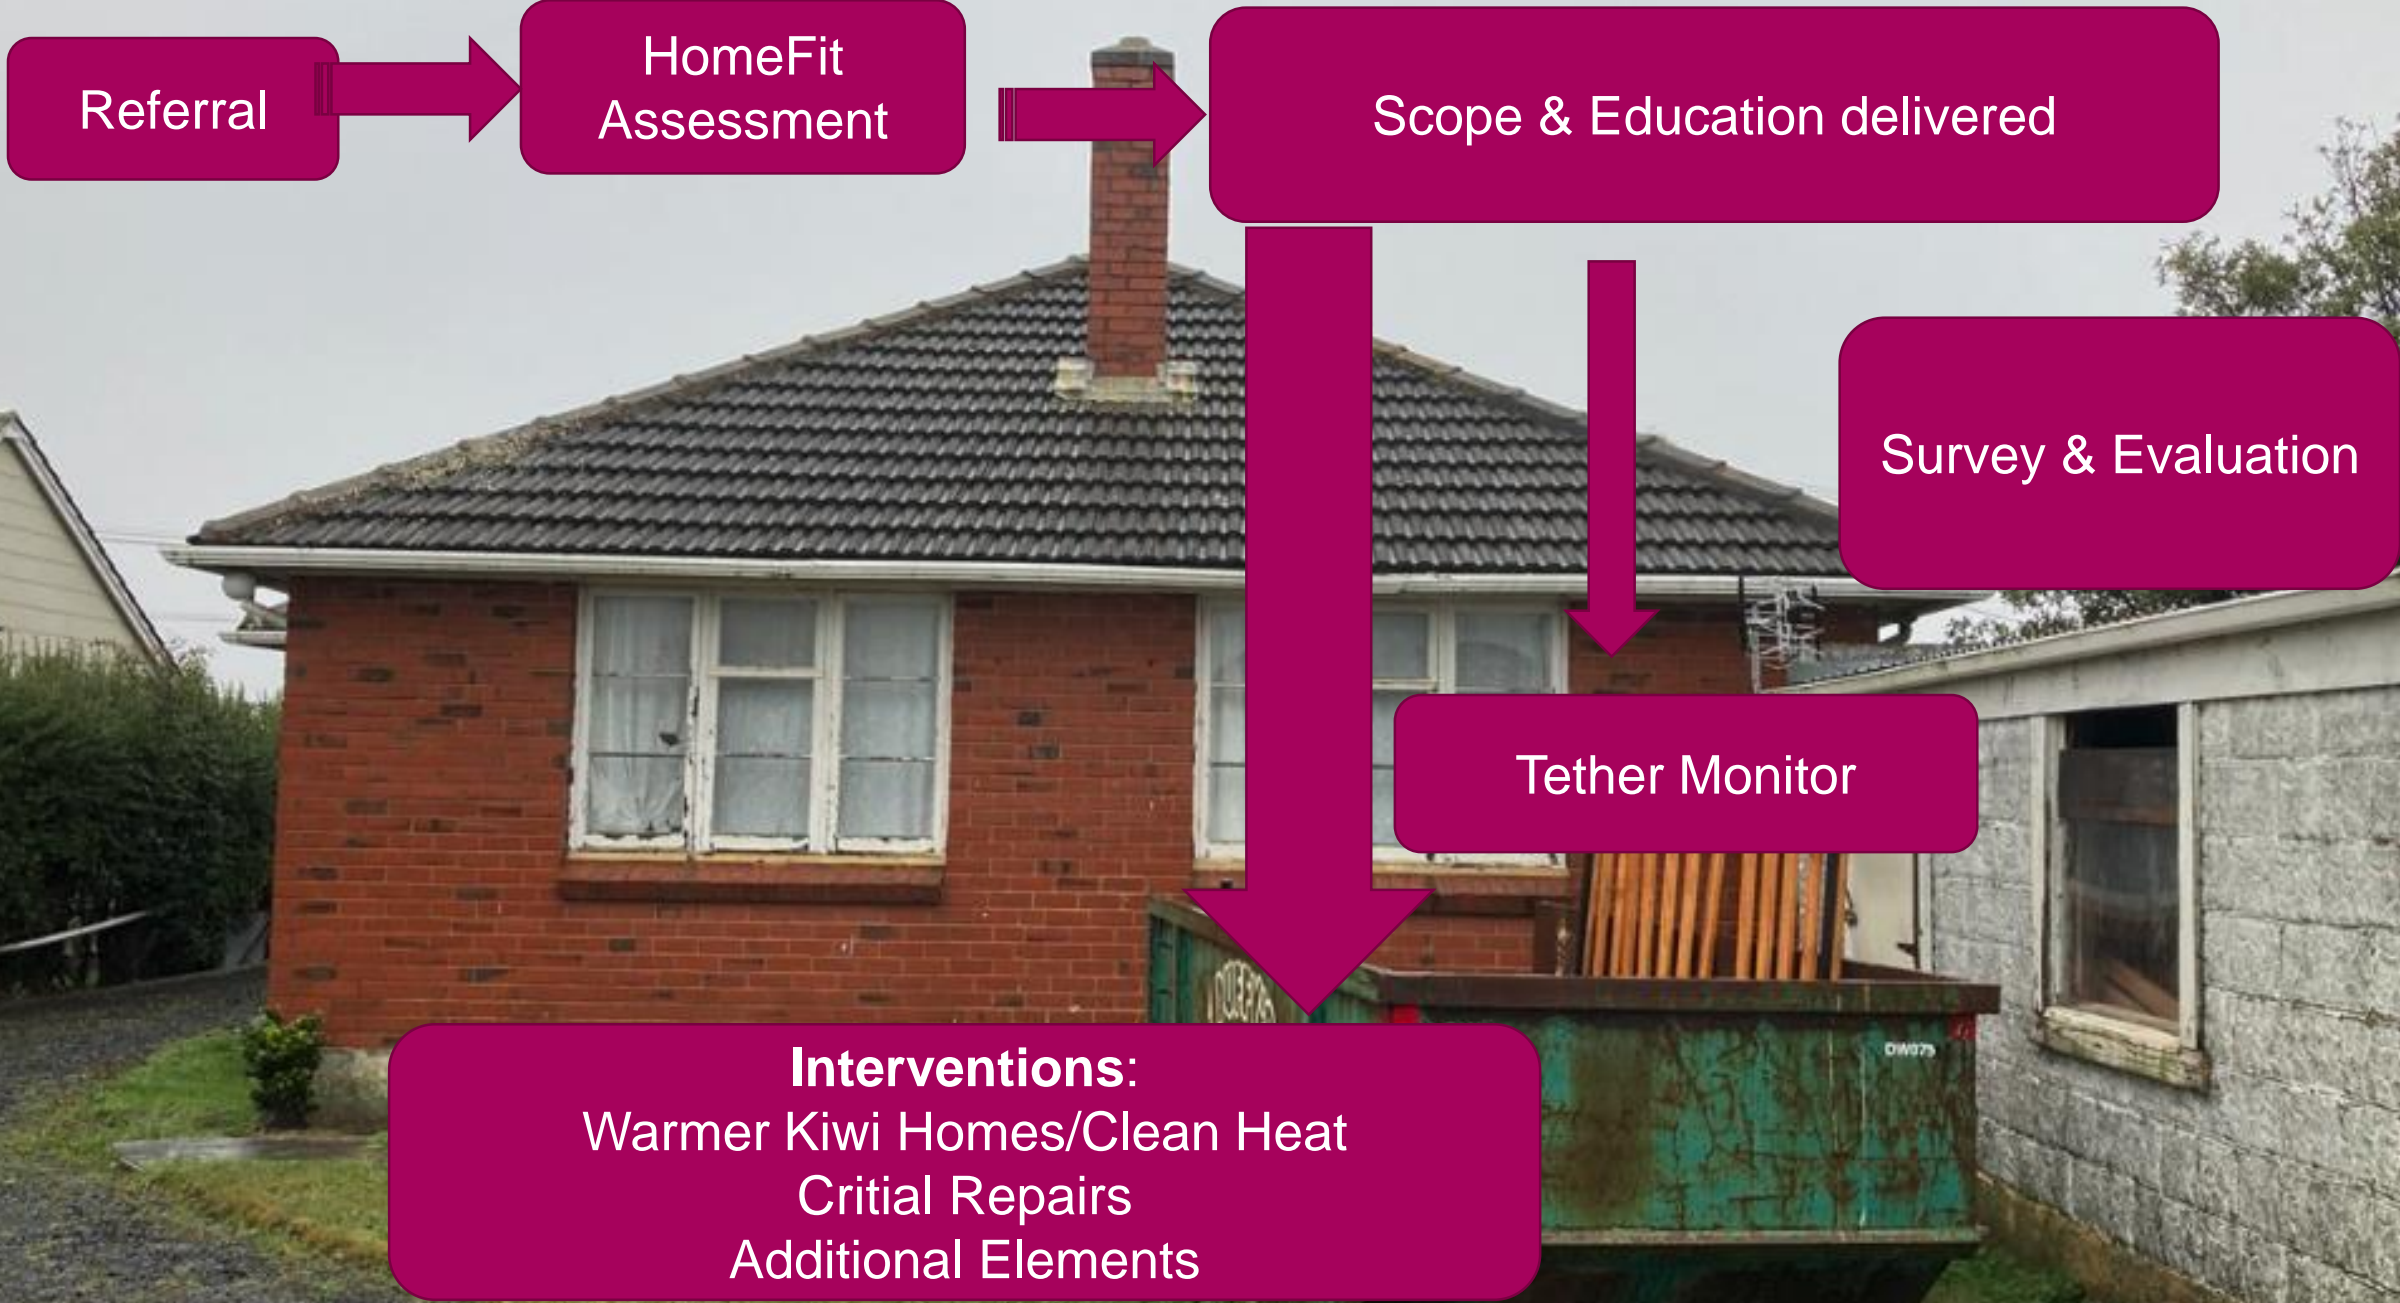 Referral
HomeFit
Assessment
Scope & Education delivered
Survey & Evaluation
Tether Monitor
Interventions:
Warmer Kiwi Homes/Clean Heat
Critial Repairs
Additional Elements
DW075